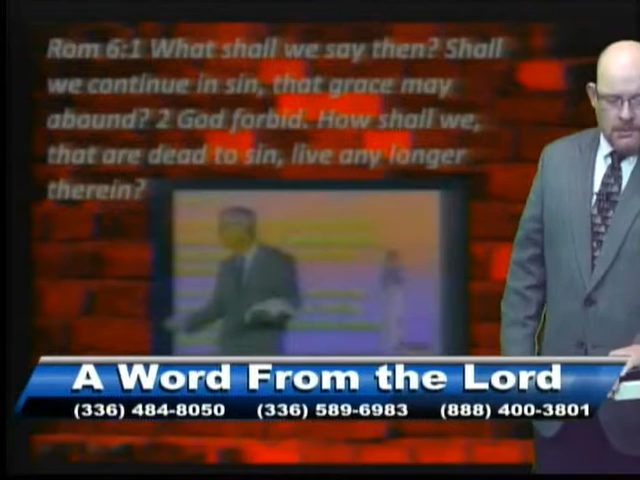 Rom 6:1 What shall we say then? Shall
we continue in sin, that grace may
abound? 2 God forbid. How shall we,
that are dead to sin, live any longer
therein?
A Word From the Lord
(336) 484-8050 (336) 589-6983 (888) 400-3801